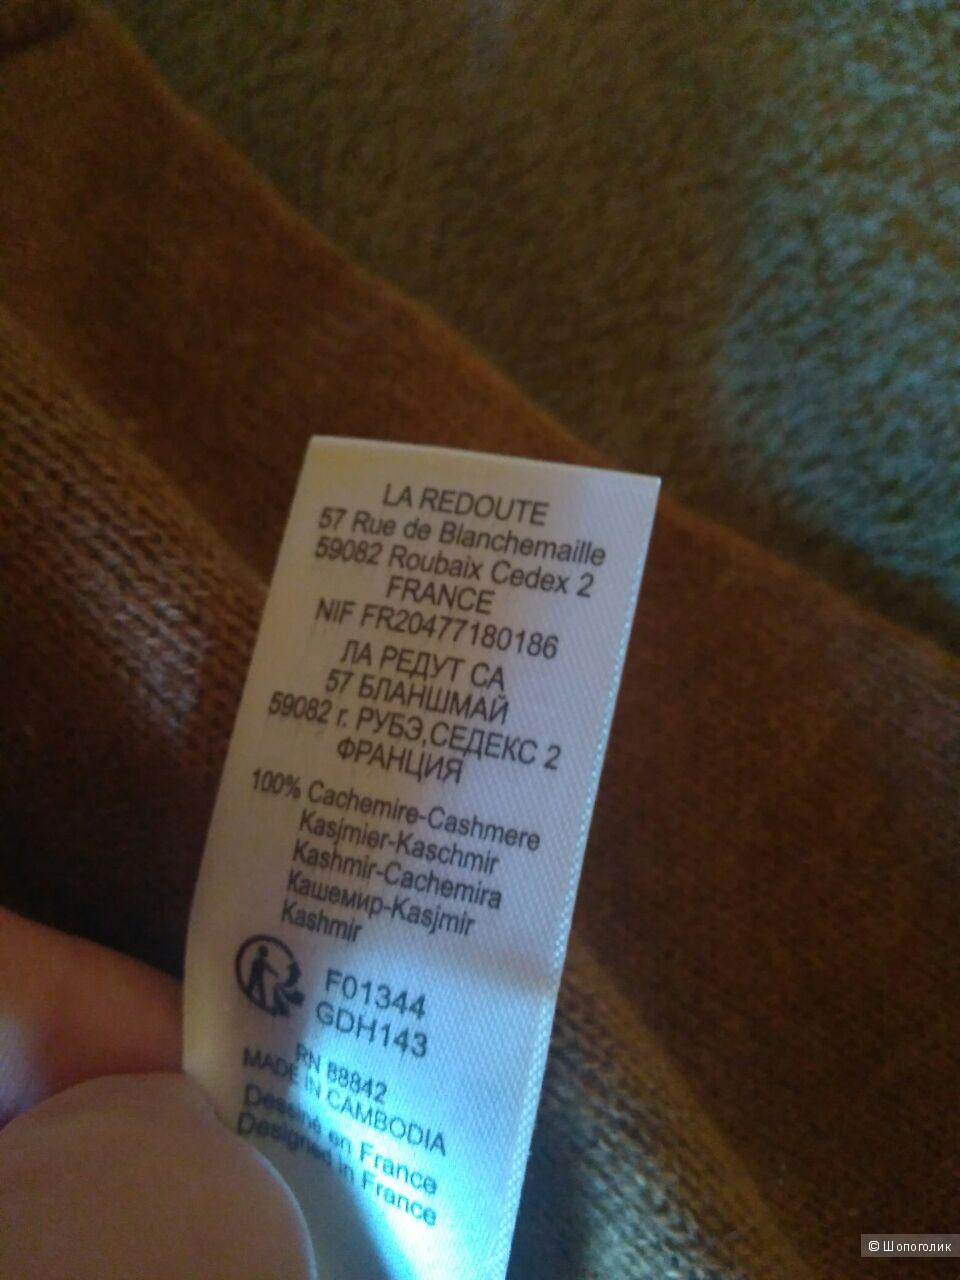 LA REDOUTE
57 Rue de Blanchemaille
59082 Roubaix Cedex 2
FRANCE
NIF FR20477180186
ЛА РЕДУТ СА
57 БЛАНШМАЙ
59082 г. РУБЭ,СЕДЕКС 2
ФРАНЦИЯ
100% Cachemire-Cashmere
Kasjmier-Kaschmir
Kashmir-Cachemira
Кашемир-Kasjmir
Kashmir
F01344
GDH143
RN 88842
MADE IN CAMBODIA
Dessiné en France
Designed in France
© Шопоголик